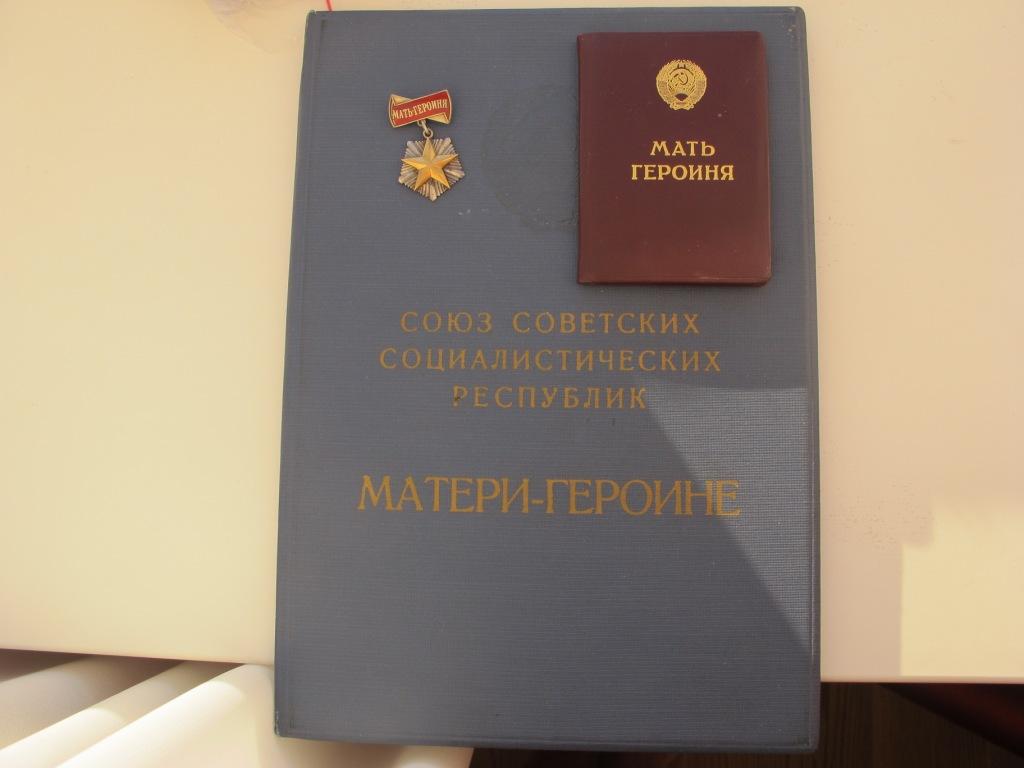 МАТЬ-ГЕРОИНЯ
МАТЬ
ГЕРОИНЯ
СОЮЗ СОВЕТСКИХ
СОЦИАЛИСТИЧЕСКИХ
РЕСПУБЛИК
МАТЕРИ-ГЕРОИНЕ